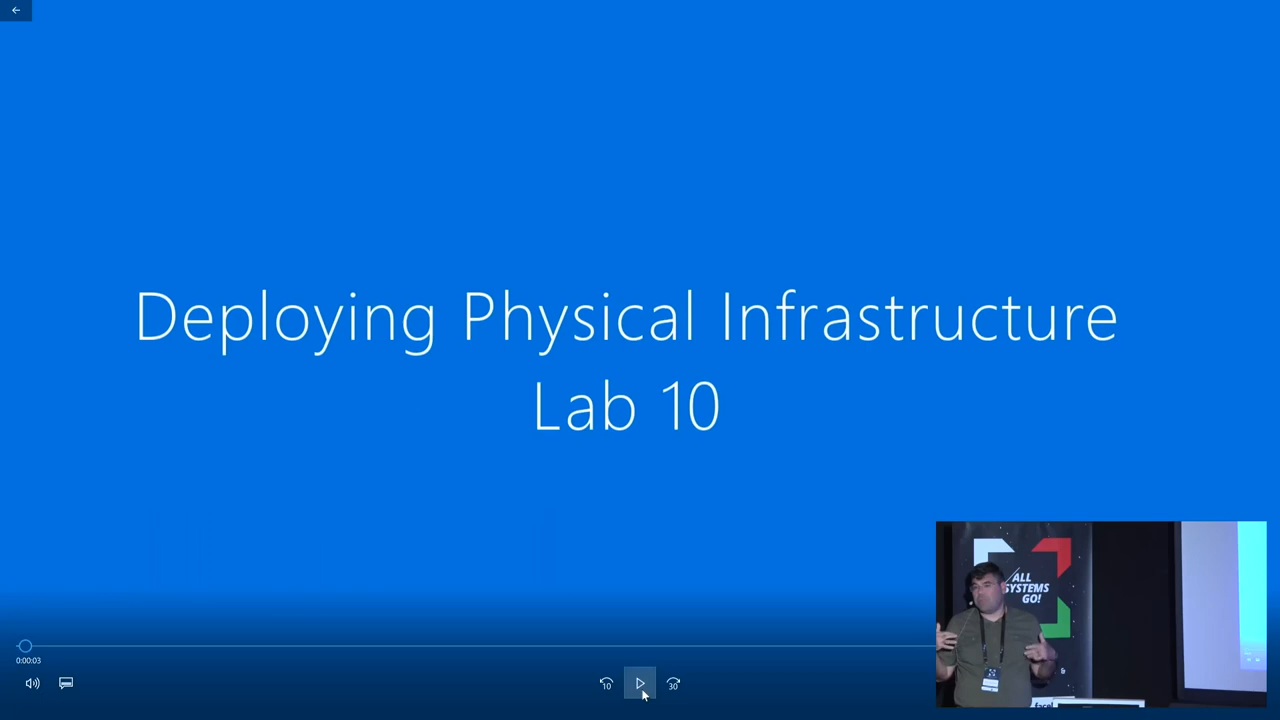 Deploying Physical Infrastructure
Lab 10
0:00:03
10
30
ALL
SYSTEMS
GO!